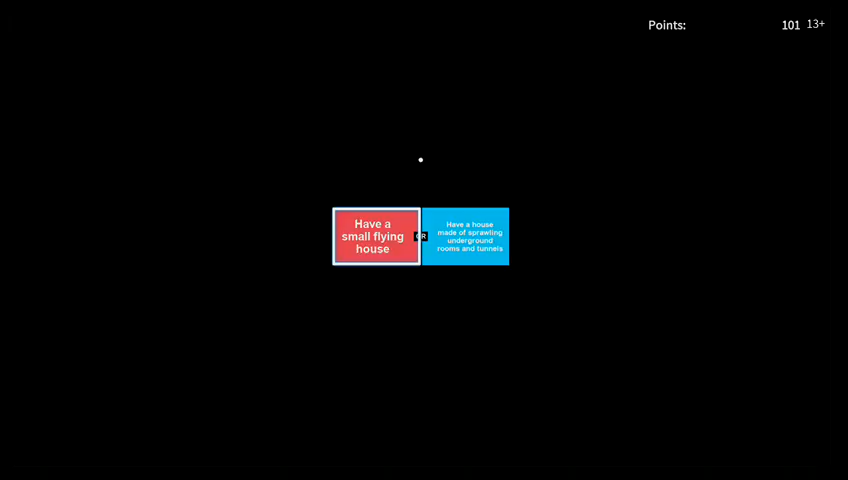 Points: 101 13+
Have a
small flying
house
OR
Have a house
made of sprawling
underground
rooms and tunnels